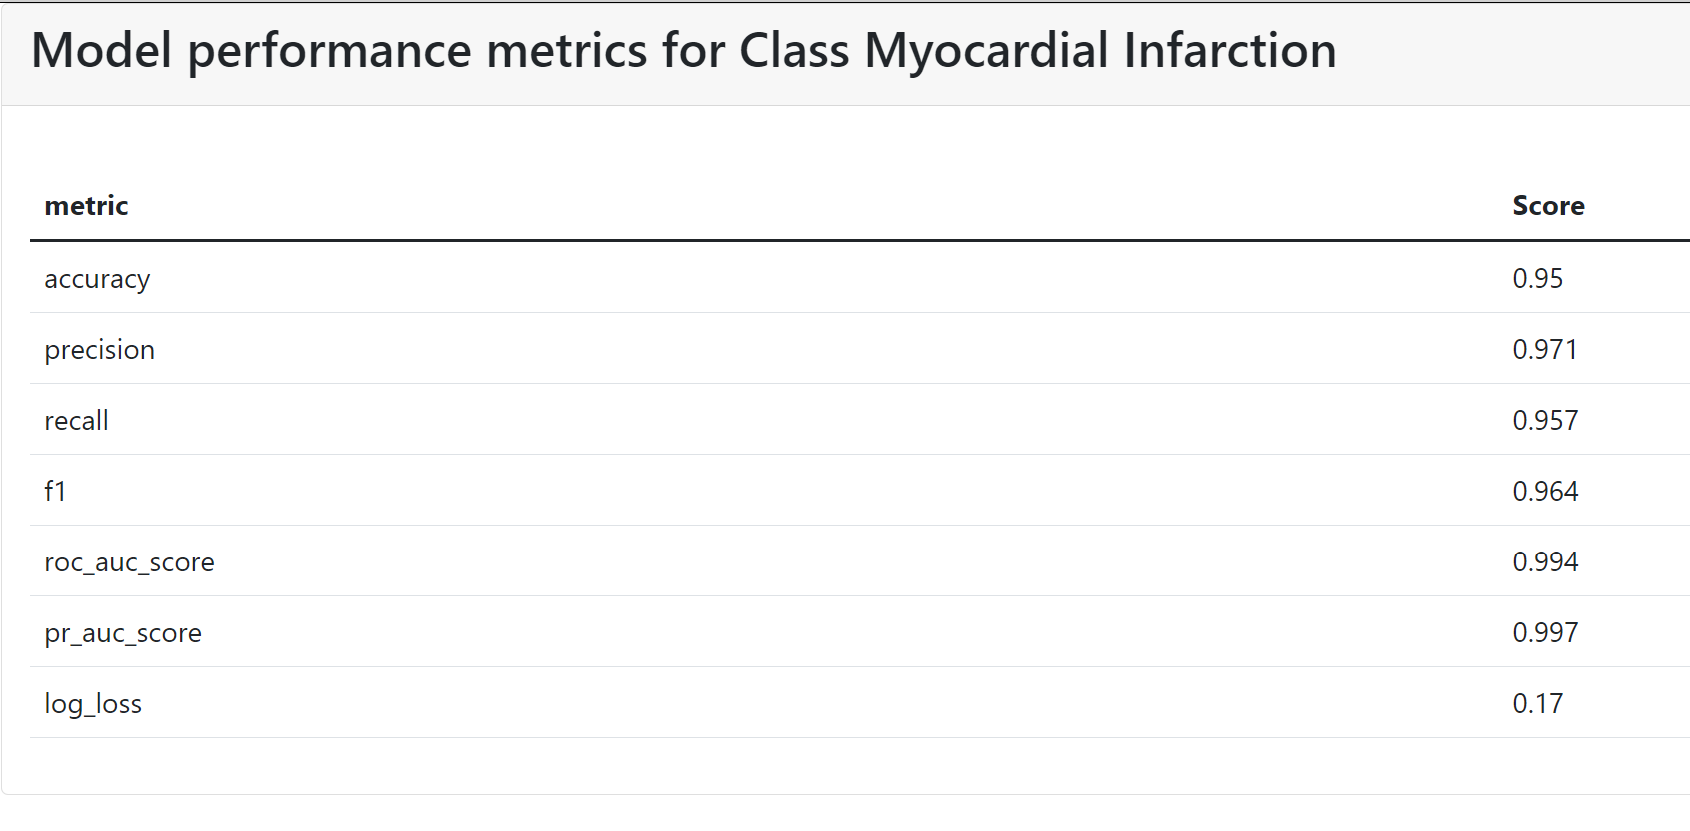 Model performance metrics for Class Myocardial Infarction
metric Score
accuracy 0.95
precision 0.971
recall 0.957
f1 0.964
roc_auc_score 0.994
pr_auc_score 0.997
log_loss 0.17